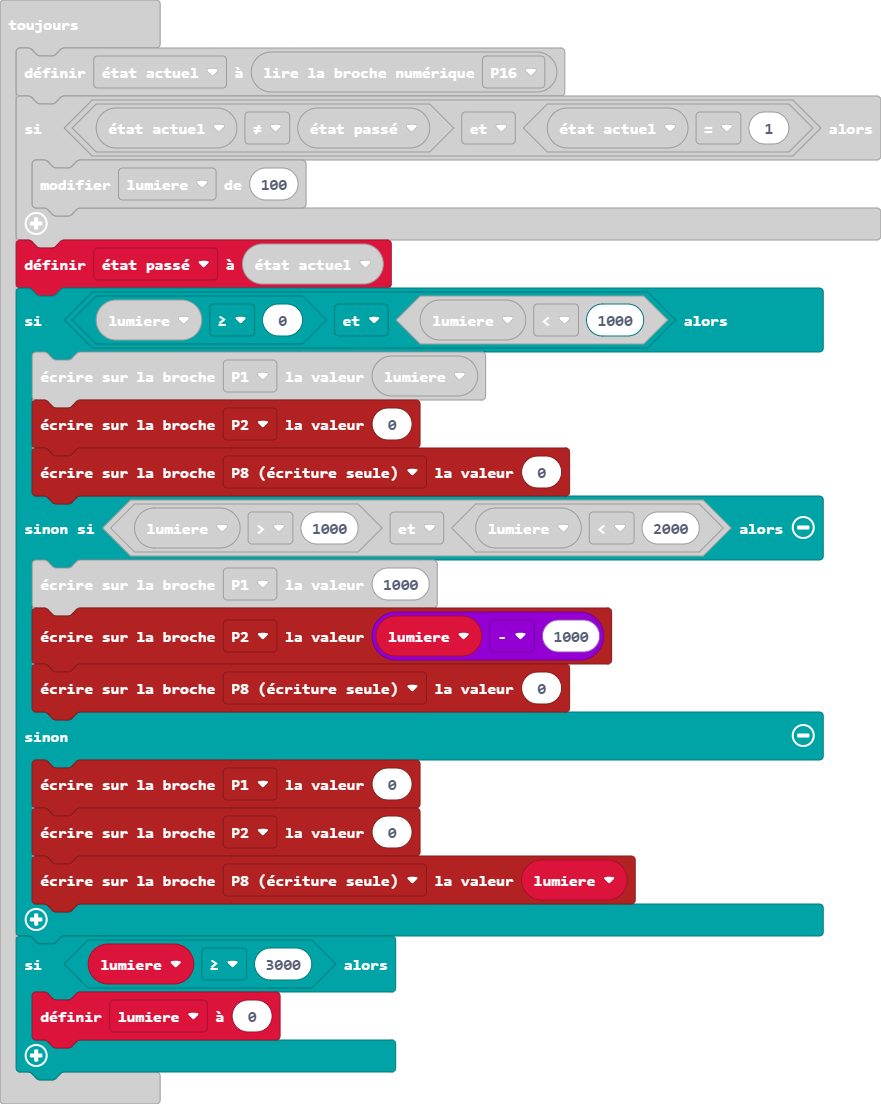 toujours
définir état actuel à lire la broche numérique P16
si état actuel ≠ état passé et état actuel = 1 alors
modifier lumiere de 100
définir état passé à état actuel
si lumiere ≥ 0 et lumiere < 1000 alors
écrire sur la broche P1 la valeur lumiere
écrire sur la broche P2 la valeur 0
écrire sur la broche P8 (écriture seule) la valeur 0
sinon si lumiere > 1000 et lumiere < 2000 alors
écrire sur la broche P1 la valeur 1000
écrire sur la broche P2 la valeur lumiere - 1000
écrire sur la broche P8 (écriture seule) la valeur 0
sinon
écrire sur la broche P1 la valeur 0
écrire sur la broche P2 la valeur 0
écrire sur la broche P8 (écriture seule) la valeur lumiere
si lumiere ≥ 3000 alors
définir lumiere à 0